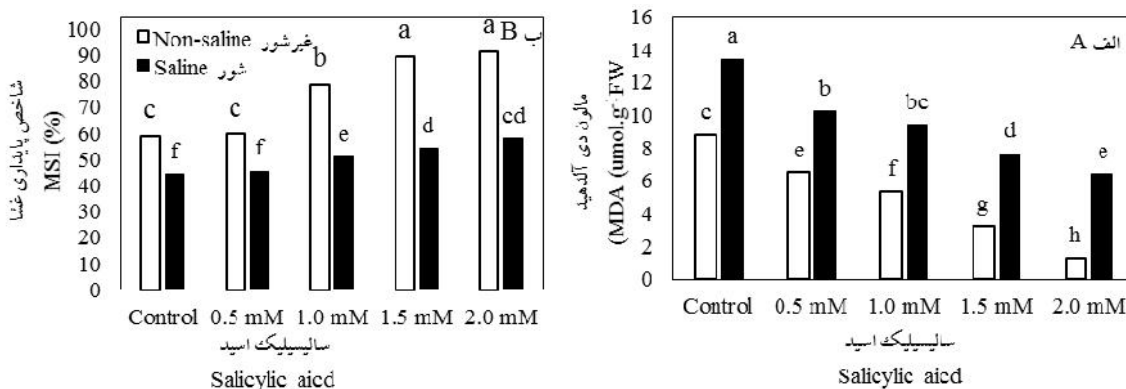 100
90
80
70
60
50
40
30
20
10
0
شاخص پایداری غشا
MSI (%)
ب B
Non-saline غیرشور
Saline شور
c
f
c
f
b
e
a
d
a
cd
Control 0.5 mM 1.0 mM 1.5 mM 2.0 mM
سالیسیلیک اسید
Salicylic aicd
16
14
12
10
8
6
4
2
0
مالون دی آلدهید
(MDA (umol.g-1FW
الف A
c
a
e
b
f
bc
g
d
h
e
Control 0.5 mM 1.0 mM 1.5 mM 2.0 mM
سالیسیلیک اسید
Salicylic aicd